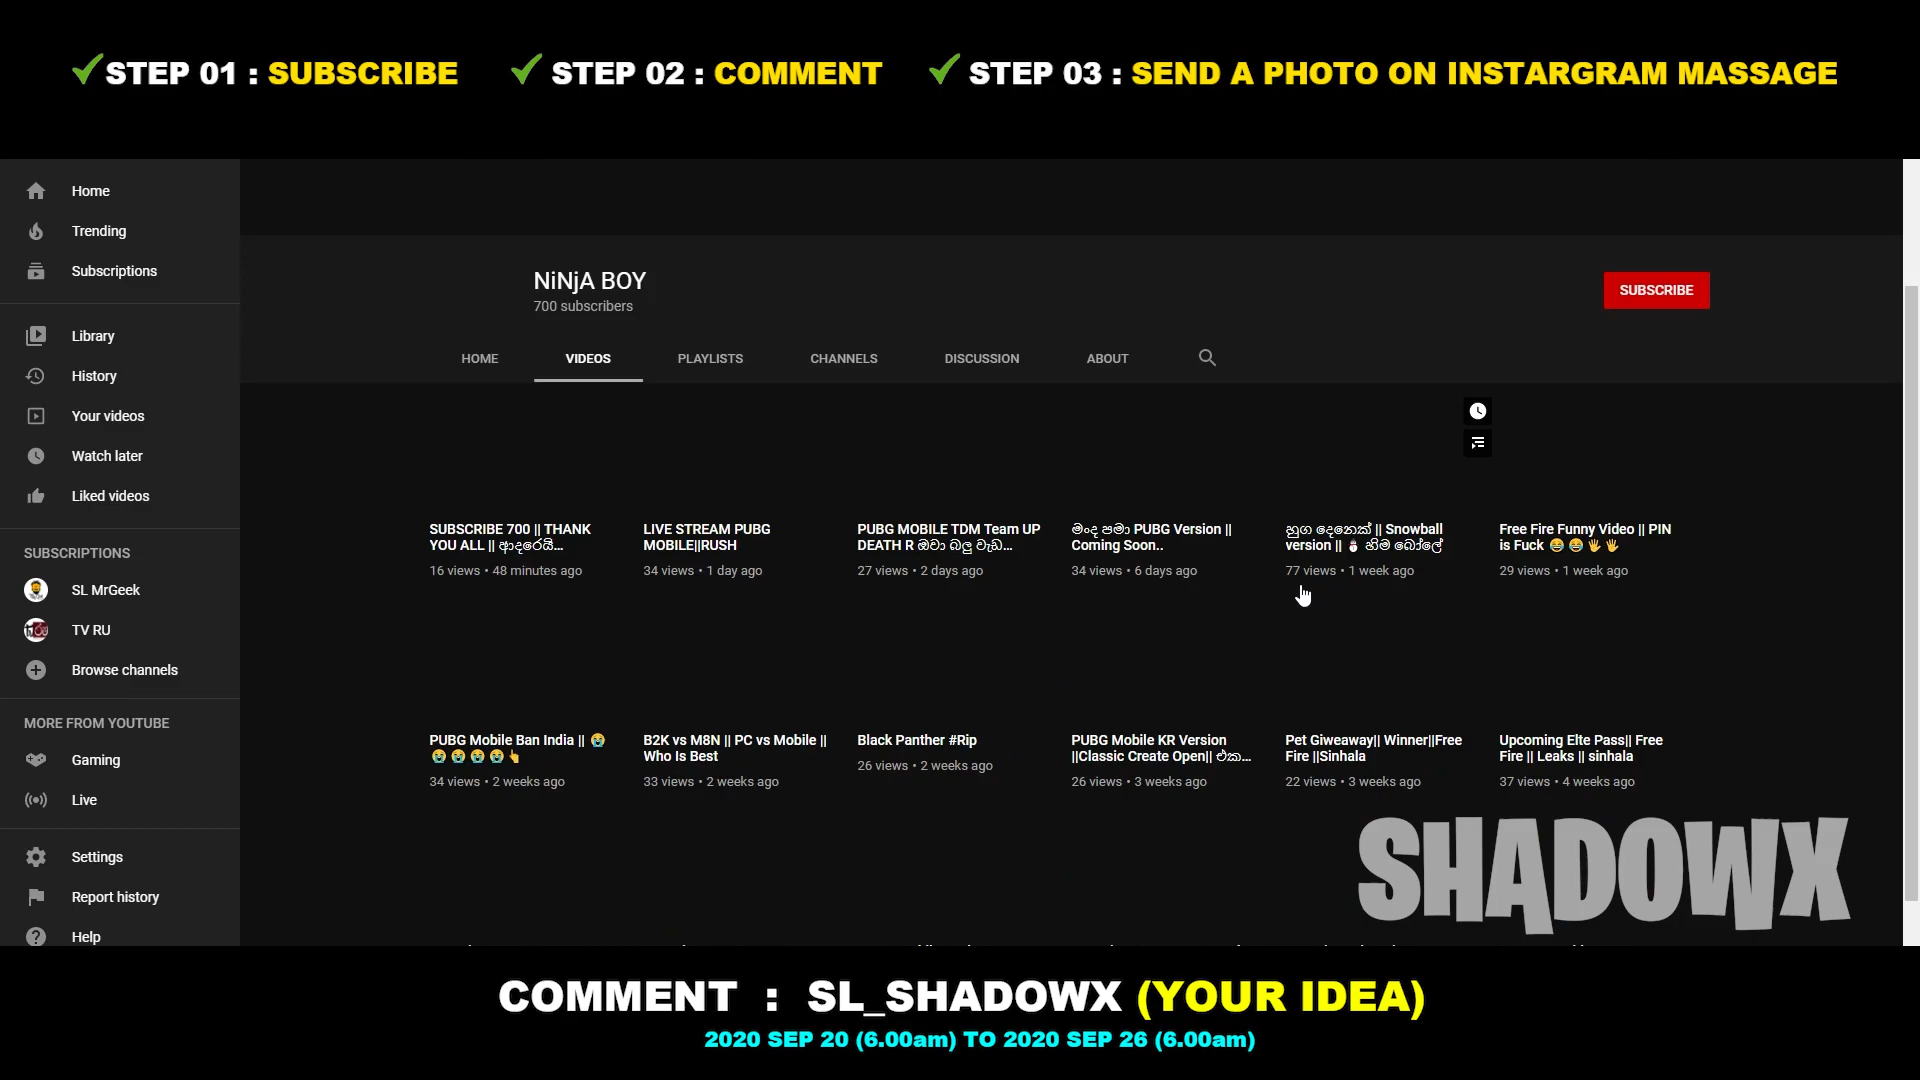 STEP 01 : SUBSCRIBE
STEP 02 : COMMENT
STEP 03 : SEND A PHOTO ON INSTARGRAM MASSAGE
Home
Trending
Subscriptions
Library
History
Your videos
Watch later
Liked videos
SUBSCRIPTIONS
SL MrGeek
TV RU
Browse channels
MORE FROM YOUTUBE
Gaming
Live
Settings
Report history
Help
NiNjA BOY
700 subscribers
SUBSCRIBE
HOME VIDEOS PLAYLISTS CHANNELS DISCUSSION ABOUT
SUBSCRIBE 700 || THANK
YOU ALL || ආදරෙයි...
16 views • 48 minutes ago
LIVE STREAM PUBG
MOBILE||RUSH
34 views • 1 day ago
PUBG MOBILE TDM Team UP
DEATH R ඔවා බලු වැඩ...
27 views • 2 days ago
මංද පමා PUBG Version ||
Coming Soon..
34 views • 6 days ago
හුග දෙනෙක් || Snowball
version || ⛄ හිම බෝලේ
77 views • 1 week ago
Free Fire Funny Video || PIN
is Fuck 😂😂🖐🖐
29 views • 1 week ago
PUBG Mobile Ban India || 😭
😭😭😭😭👆
34 views • 2 weeks ago
B2K vs M8N || PC vs Mobile ||
Who Is Best
33 views • 2 weeks ago
Black Panther #Rip
26 views • 2 weeks ago
PUBG Mobile KR Version
||Classic Create Open|| එක...
26 views • 3 weeks ago
Pet Giweaway|| Winner||Free
Fire ||Sinhala
22 views • 3 weeks ago
Upcoming Elte Pass|| Free
Fire || Leaks || sinhala
37 views • 4 weeks ago
SHADOWX
COMMENT : SL_SHADOWX (YOUR IDEA)
2020 SEP 20 (6.00am) TO 2020 SEP 26 (6.00am)